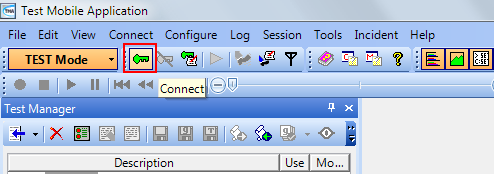 Test Mobile Application
File Edit View Connect Configure Log Session Tools Incident Help
TEST Mode
Connect
Test Manager
Description Use Mo...